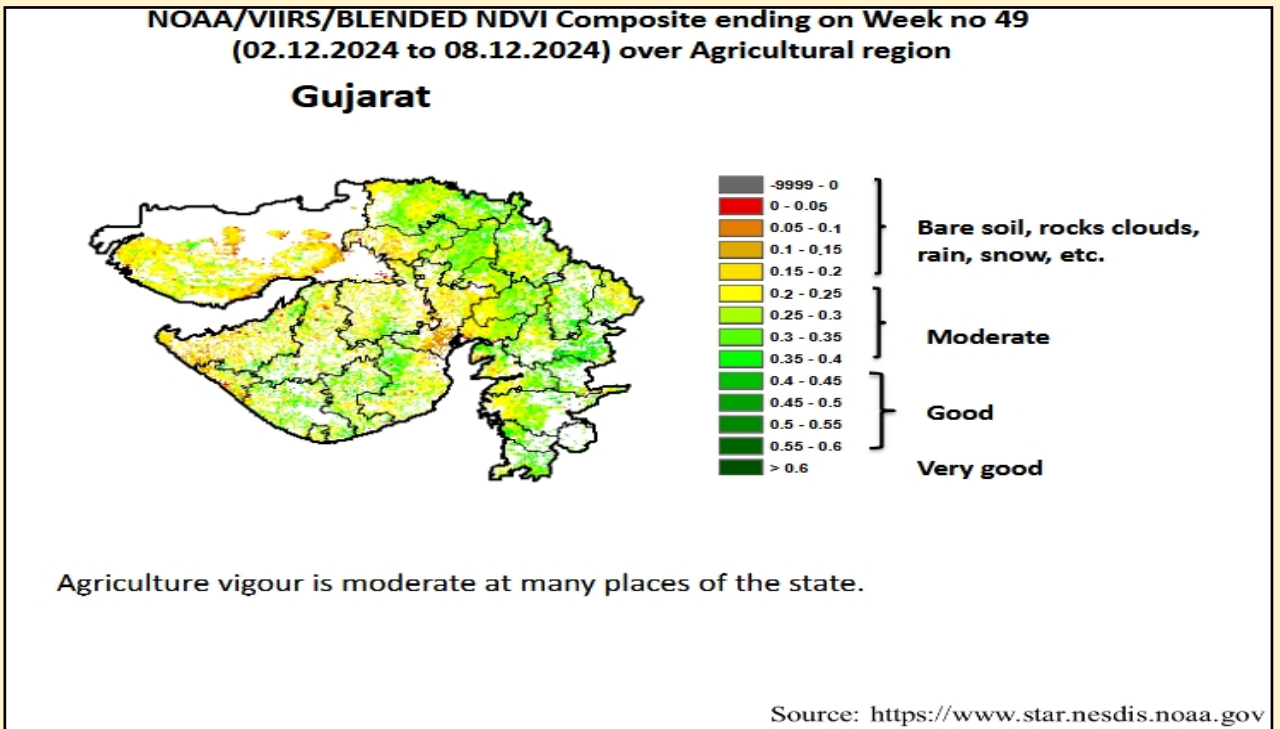 NOAA/VIIRS/BLENDED NDVI Composite ending on Week no 49
(02.12.2024 to 08.12.2024) over Agricultural region
Gujarat
-9999 - 0
0 - 0.05
0.05 - 0.1
0.1 - 0.15
0.15 - 0.2
Bare soil, rocks clouds,
rain, snow, etc.
0.2 - 0.25
0.25 - 0.3
0.3 - 0.35
0.35 - 0.4
Moderate
0.4 - 0.45
0.45 - 0.5
0.5 - 0.55
0.55 - 0.6
Good
> 0.6
Very good
Agriculture vigour is moderate at many places of the state.
Source: https://www.star.nesdis.noaa.gov